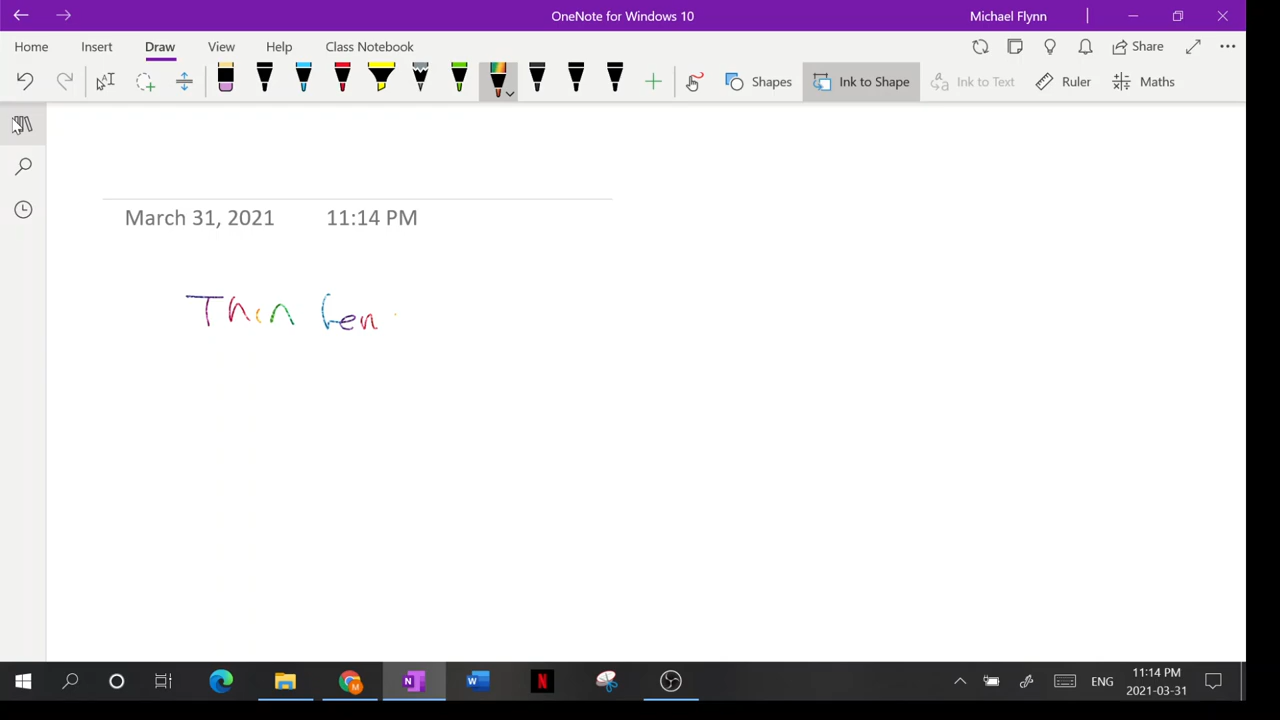 OneNote for Windows 10
Michael Flynn
Home Insert Draw View Help Class Notebook
Share
Shapes Ink to Shape Ink to Text Ruler Maths
March 31, 2021 11:14 PM
Thin Len
ENG
11:14 PM
2021-03-31